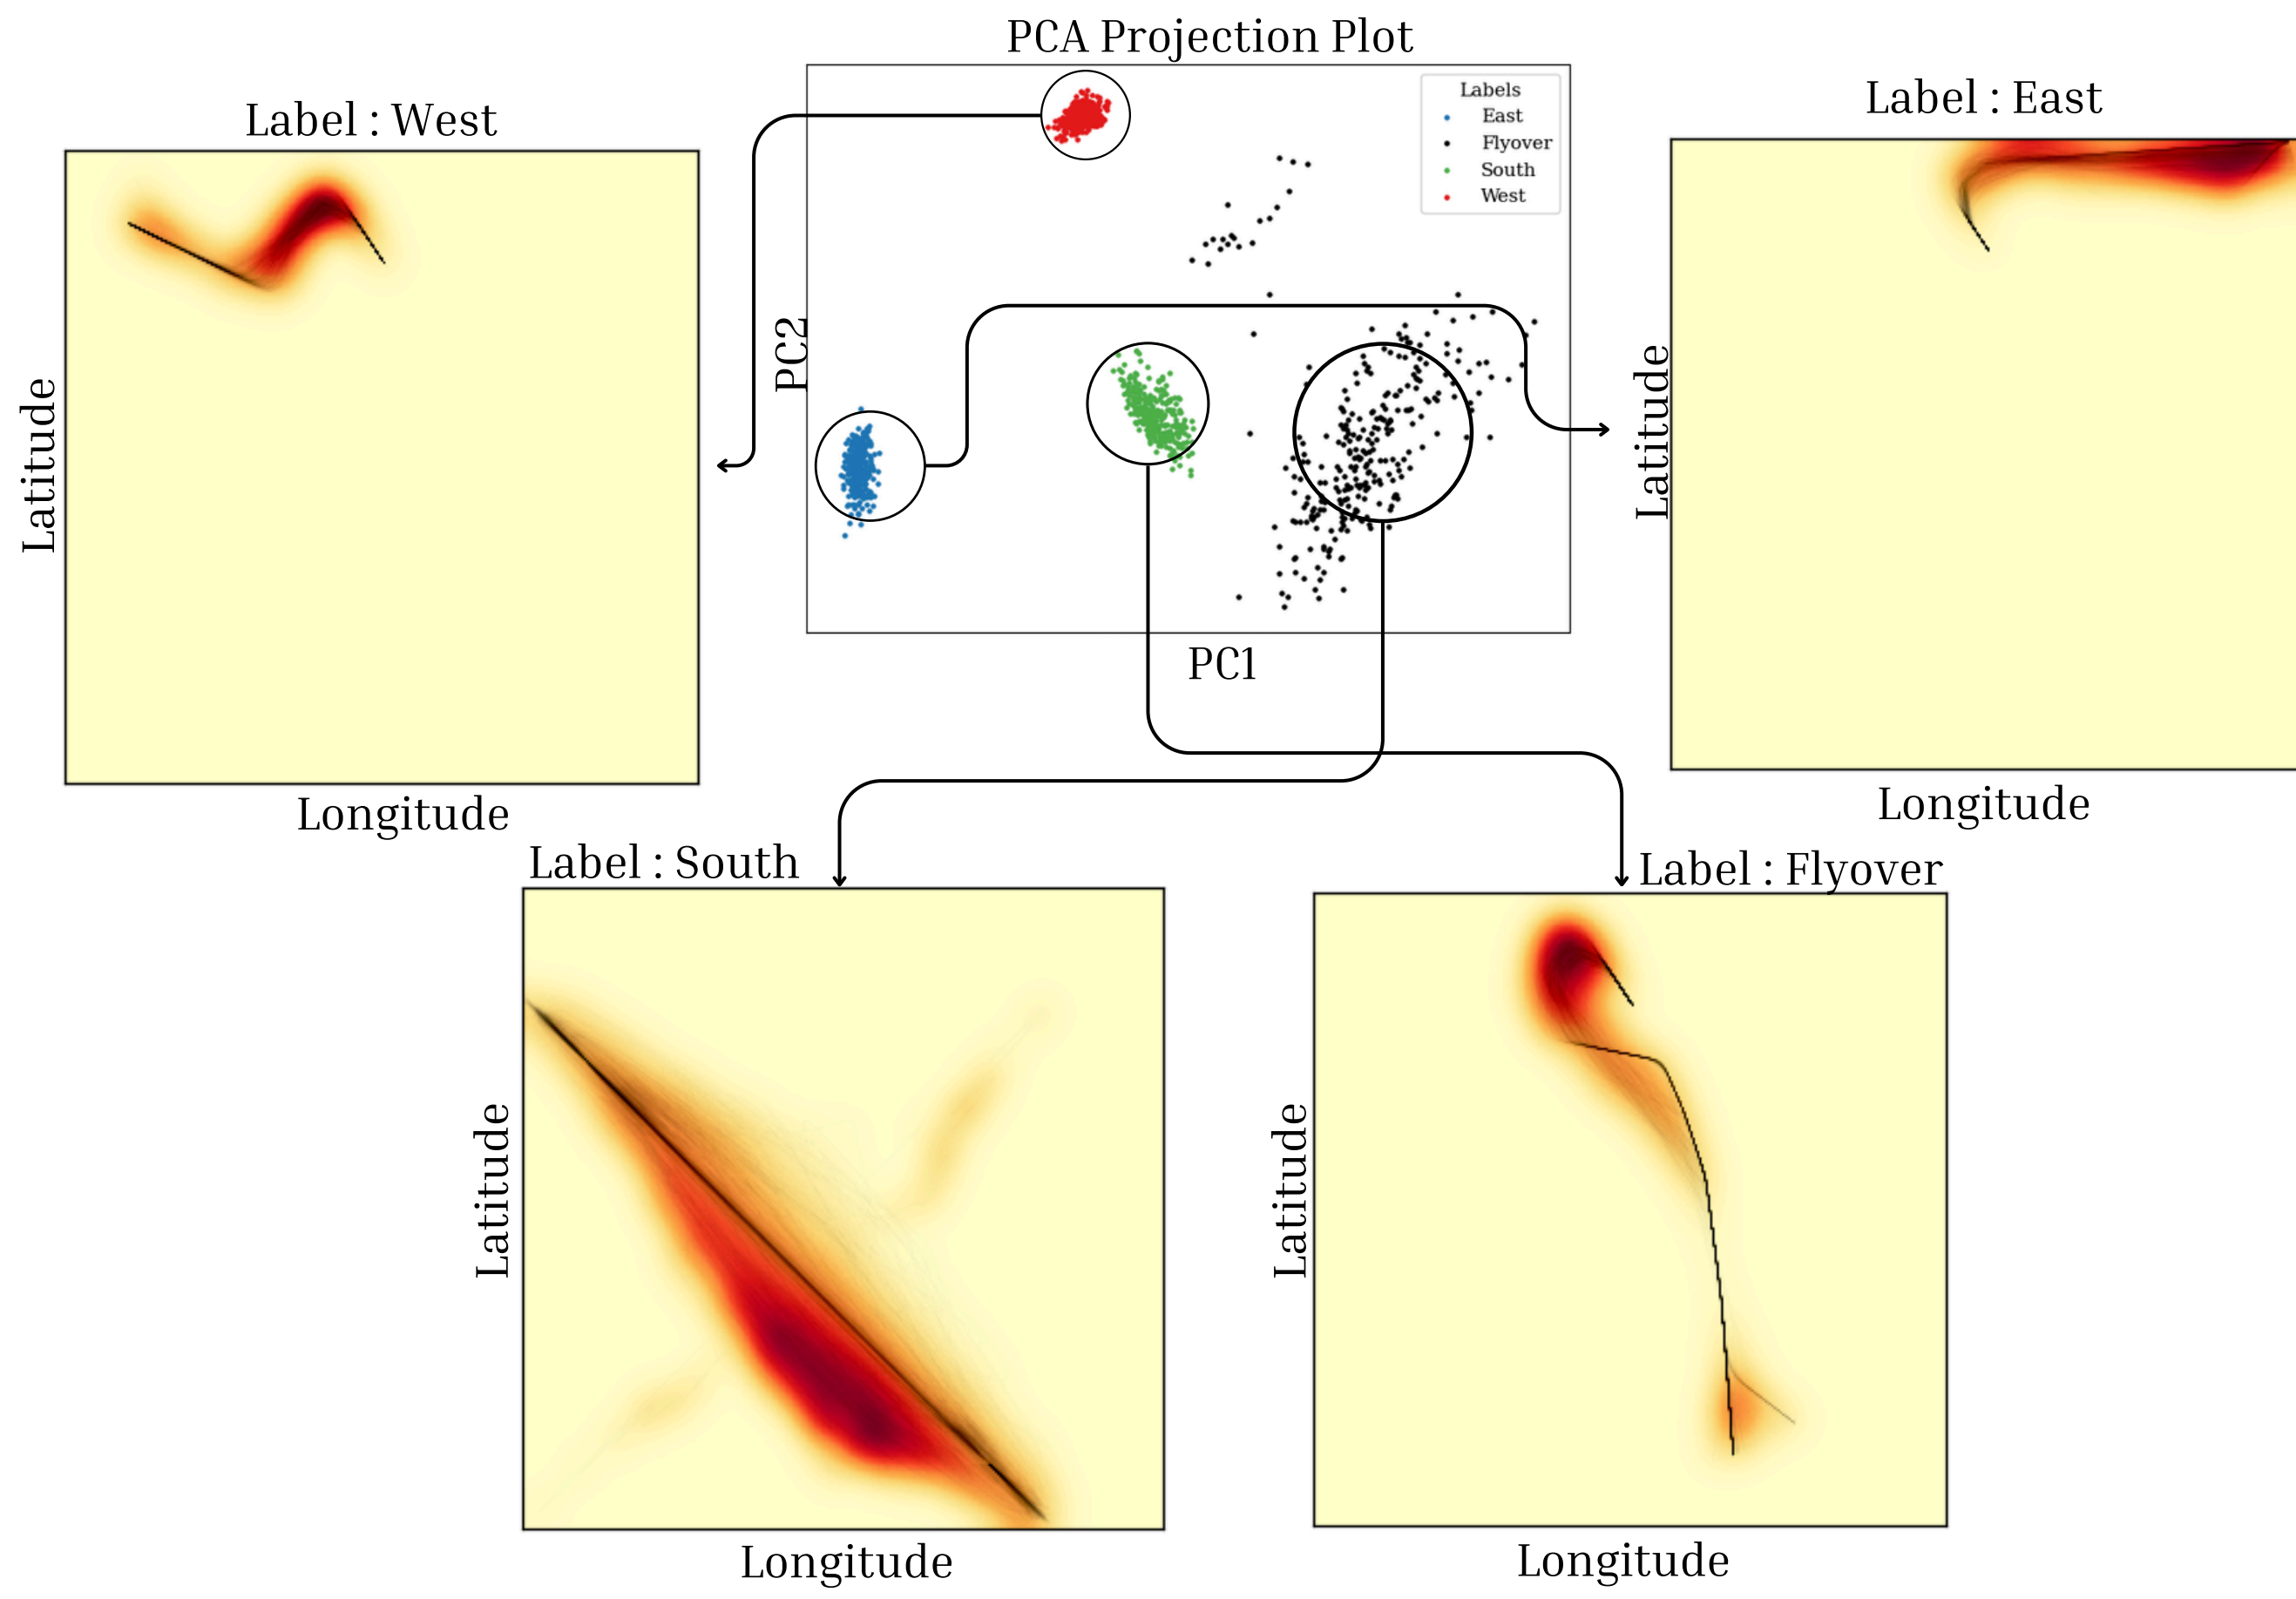 PCA Projection Plot
Label : West
Latitude
Longitude
PC2
Labels
East
Flyover
South
West
PC1
Label : East
Latitude
Longitude
Label : South
Latitude
Longitude
Label : Flyover
Latitude
Longitude